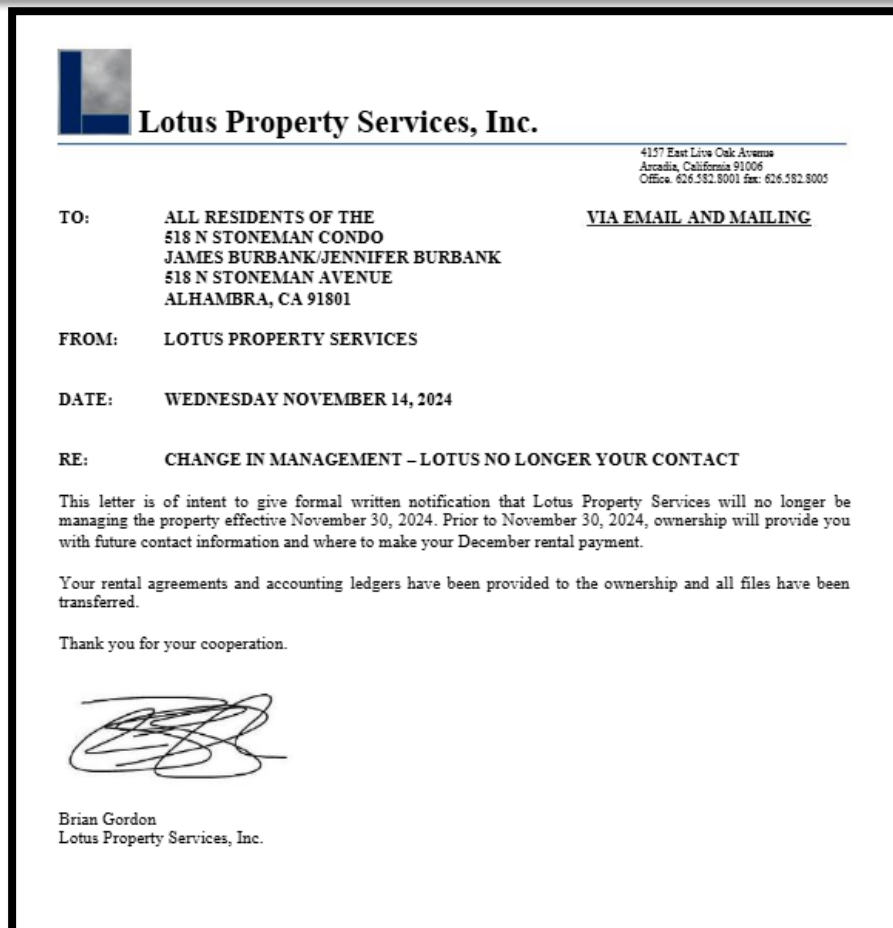 Lotus Property Services, Inc.
4157 East Live Oak Avenue
Arcadia, California 91006
Office. 626.582.8001 fax: 626.582.8005
TO: ALL RESIDENTS OF THE VIA EMAIL AND MAILING
518 N STONEMAN CONDO
JAMES BURBANK/JENNIFER BURBANK
518 N STONEMAN AVENUE
ALHAMBRA, CA 91801
FROM: LOTUS PROPERTY SERVICES
DATE: WEDNESDAY NOVEMBER 14, 2024
RE: CHANGE IN MANAGEMENT – LOTUS NO LONGER YOUR CONTACT
This letter is of intent to give formal written notification that Lotus Property Services will no longer be
managing the property effective November 30, 2024. Prior to November 30, 2024, ownership will provide you
with future contact information and where to make your December rental payment.
Your rental agreements and accounting ledgers have been provided to the ownership and all files have been
transferred.
Thank you for your cooperation.
Brian Gordon
Lotus Property Services, Inc.